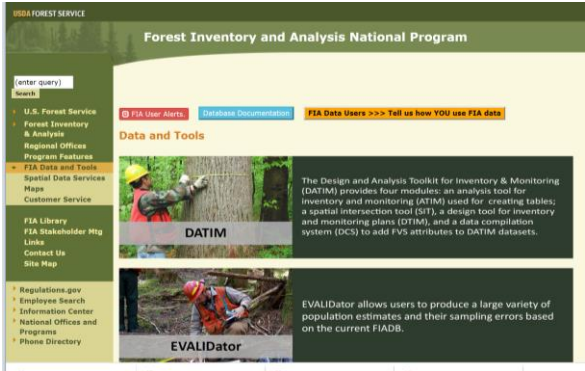 USDA FOREST SERVICE
Forest Inventory and Analysis National Program
(enter query)
Search
U.S. Forest Service
Forest Inventory
& Analysis
Regional Offices
Program Features
FIA Data and Tools
Spatial Data Services
Maps
Customer Service
FIA Library
FIA Stakeholder Mtg
Links
Contact Us
Site Map
Regulations.gov
Employee Search
Information Center
National Offices and
Programs
Phone Directory
FIA User Alerts. Database Documentation FIA Data Users >>> Tell us how YOU use FIA data
Data and Tools
DATIM
The Design and Analysis Toolkit for Inventory & Monitoring
(DATIM) provides four modules: an analysis tool for
inventory and monitoring (ATIM) used for creating tables;
a spatial intersection tool (SIT), a design tool for inventory
and monitoring plans (DTIM), and a data compilation
system (DCS) to add FVS attributes to DATIM datasets.
EVALIDator
EVALIDator allows users to produce a large variety of
population estimates and their sampling errors based
on the current FIADB.